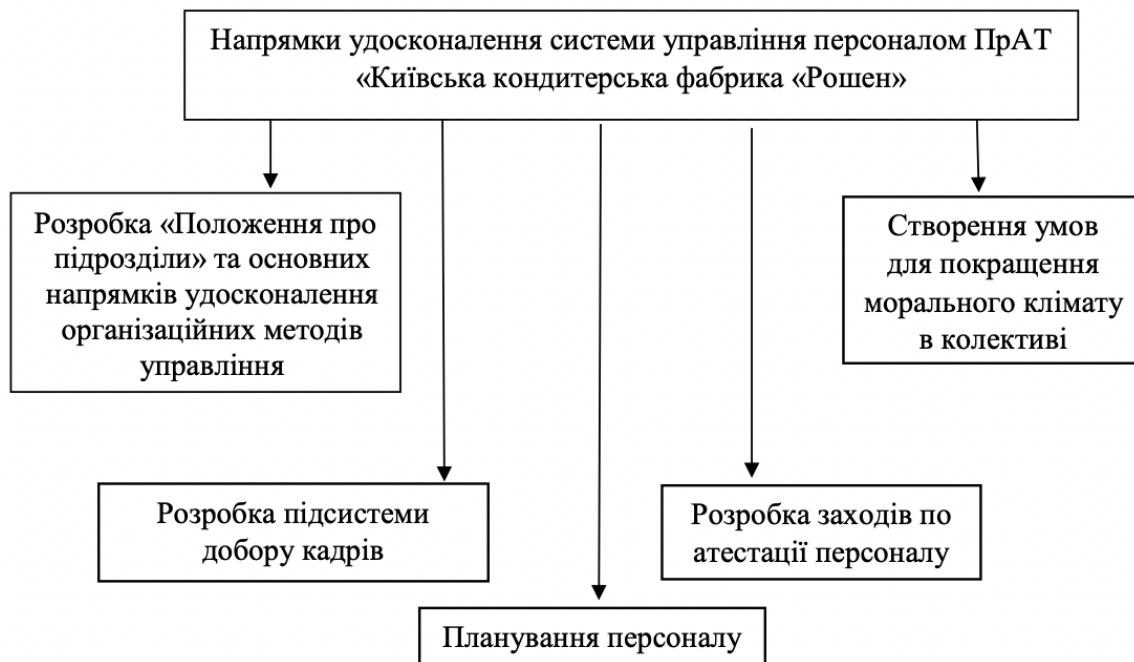 Напрямки удосконалення системи управління персоналом ПрАТ
«Київська кондитерська фабрика «Рошен»
Розробка «Положення про
підрозділи» та основних
напрямків удосконалення
організаційних методів
управління
Створення умов
для покращення
морального клімату
в колективі
Розробка підсистеми
добору кадрів
Розробка заходів по
атестації персоналу
Планування персоналу